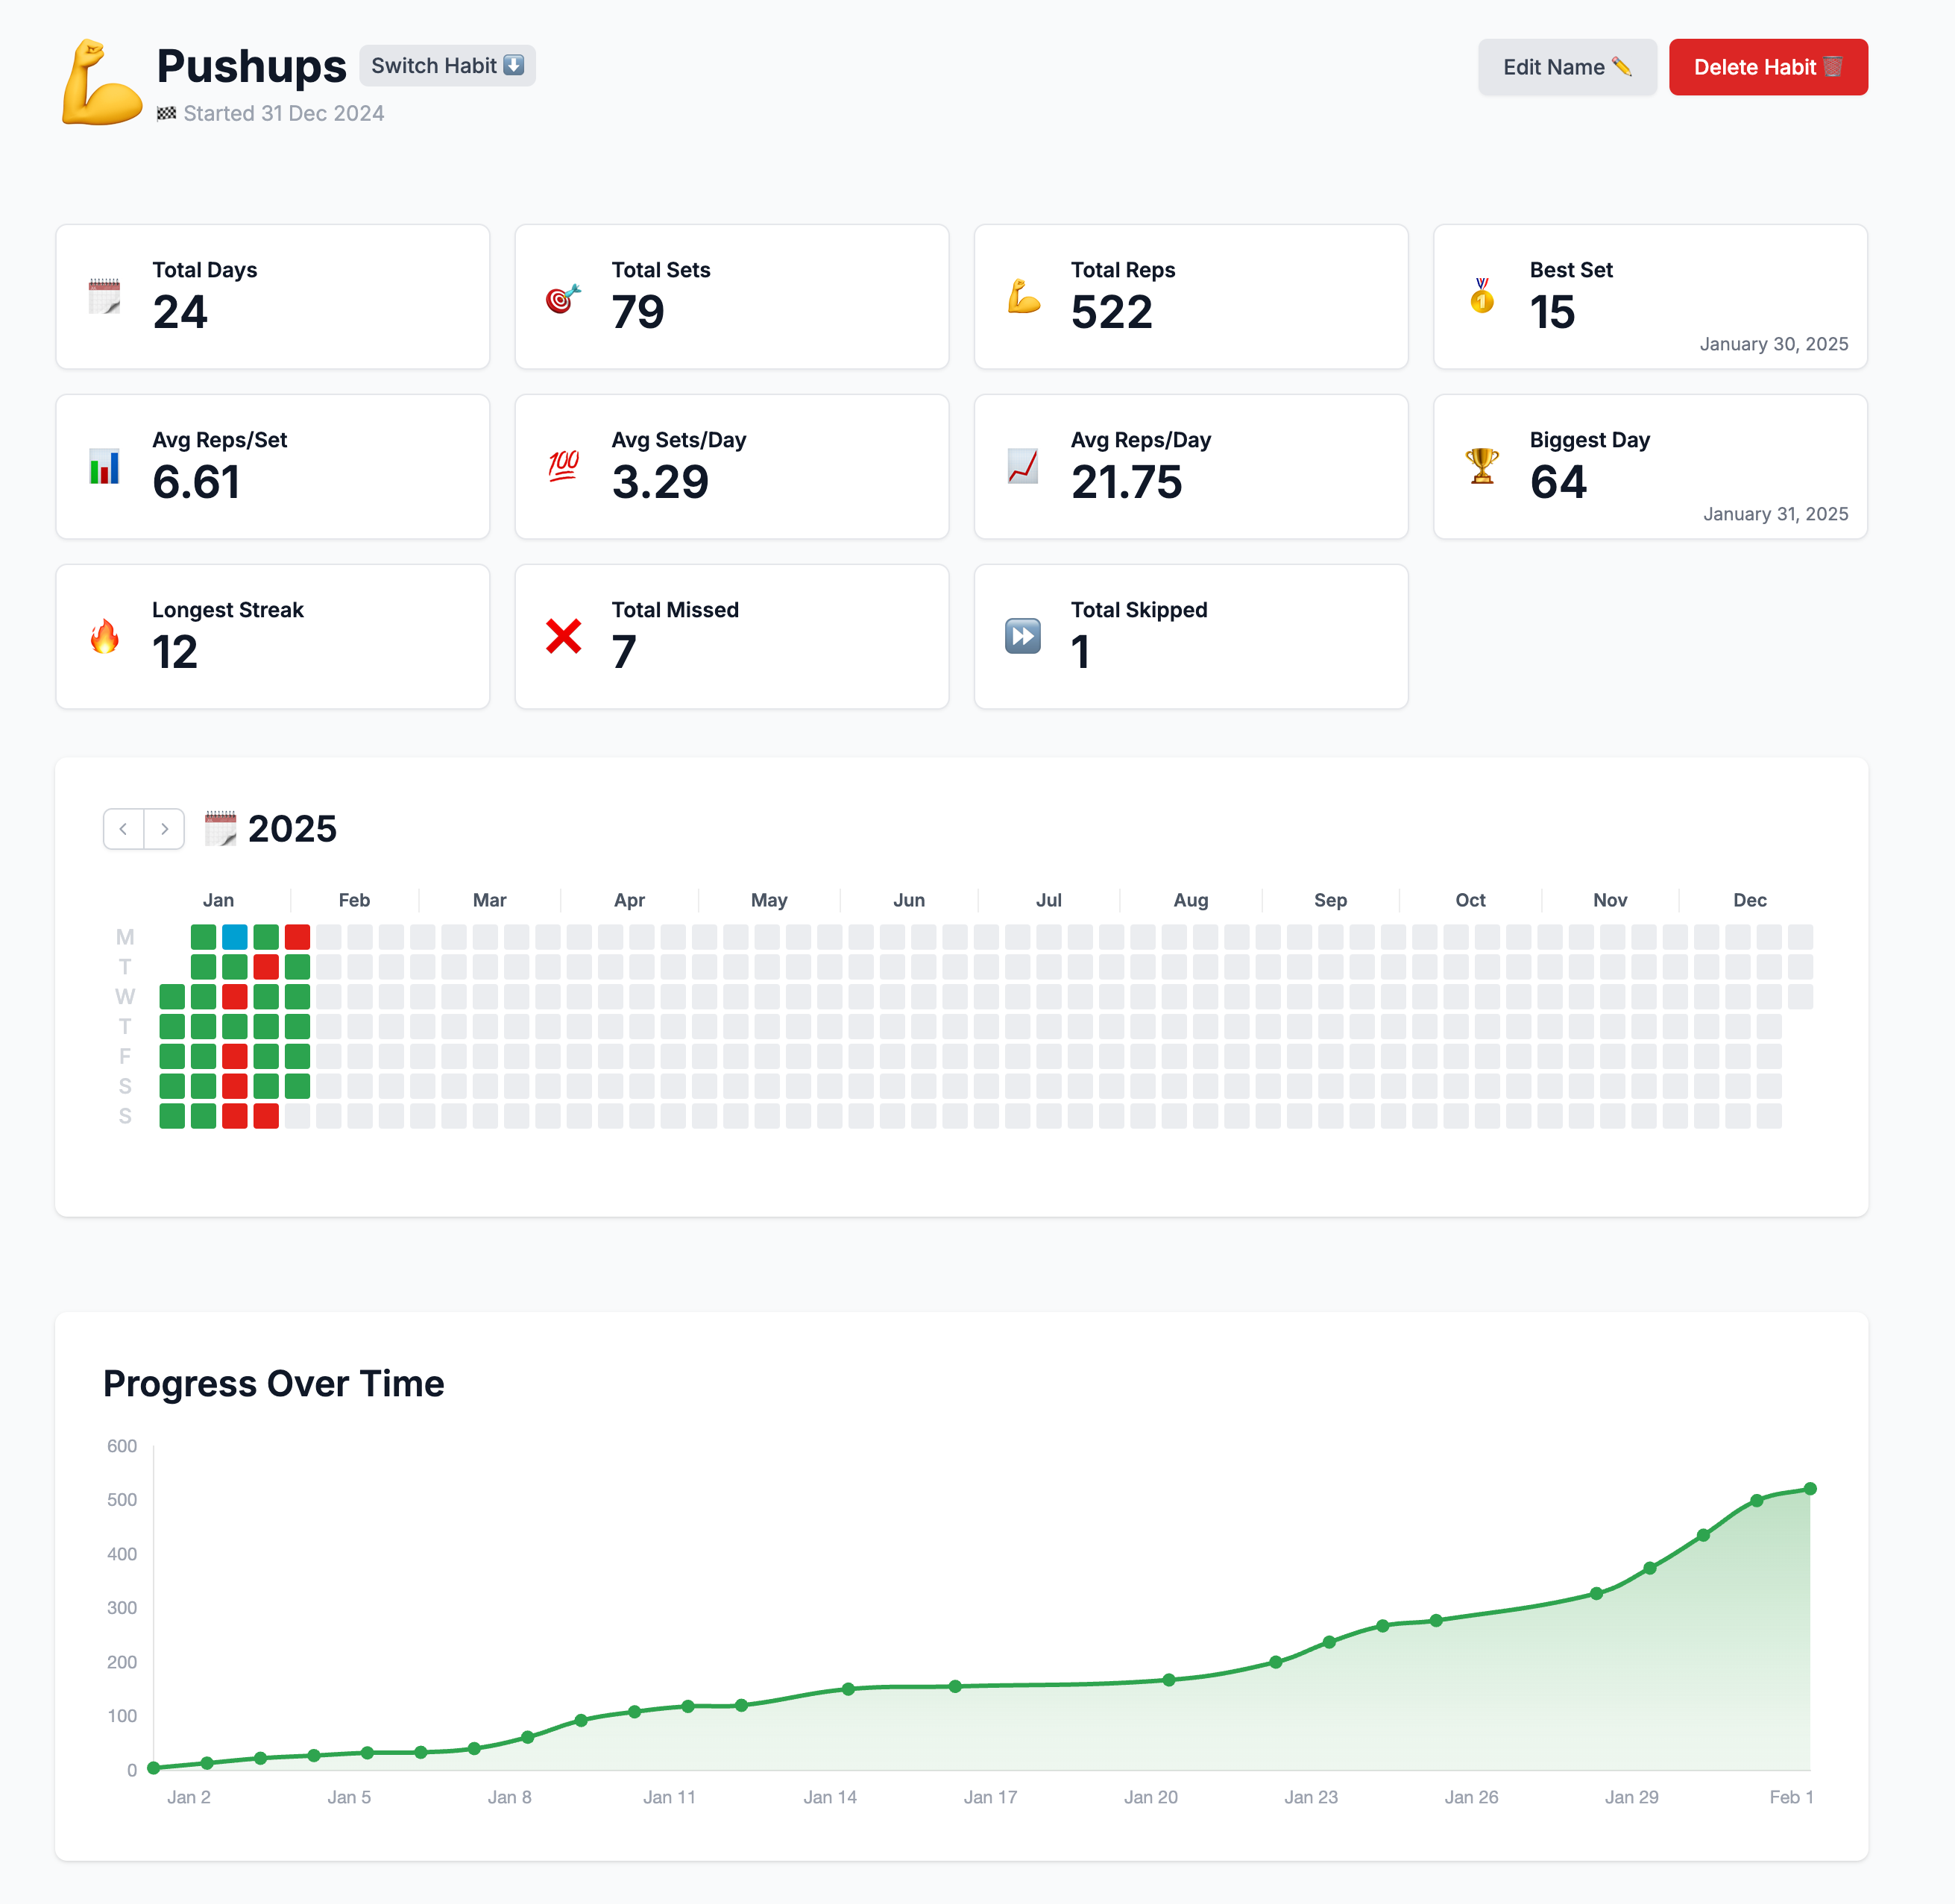 Pushups
Switch Habit
Started 31 Dec 2024
Edit Name
Delete Habit
Total Days
24
Total Sets
79
Total Reps
522
Best Set
15
January 30, 2025
Avg Reps/Set
6.61
100
Avg Sets/Day
3.29
Avg Reps/Day
21.75
1
Biggest Day
64
January 31, 2025
Longest Streak
12
Total Missed
7
Total Skipped
1
2025
Jan Feb Mar Apr May Jun Jul Aug Sep Oct Nov Dec
M
T
W
T
F
S
S
Progress Over Time
600
500
400
300
200
100
0
Jan 2 Jan 5 Jan 8 Jan 11 Jan 14 Jan 17 Jan 20 Jan 23 Jan 26 Jan 29 Feb 1